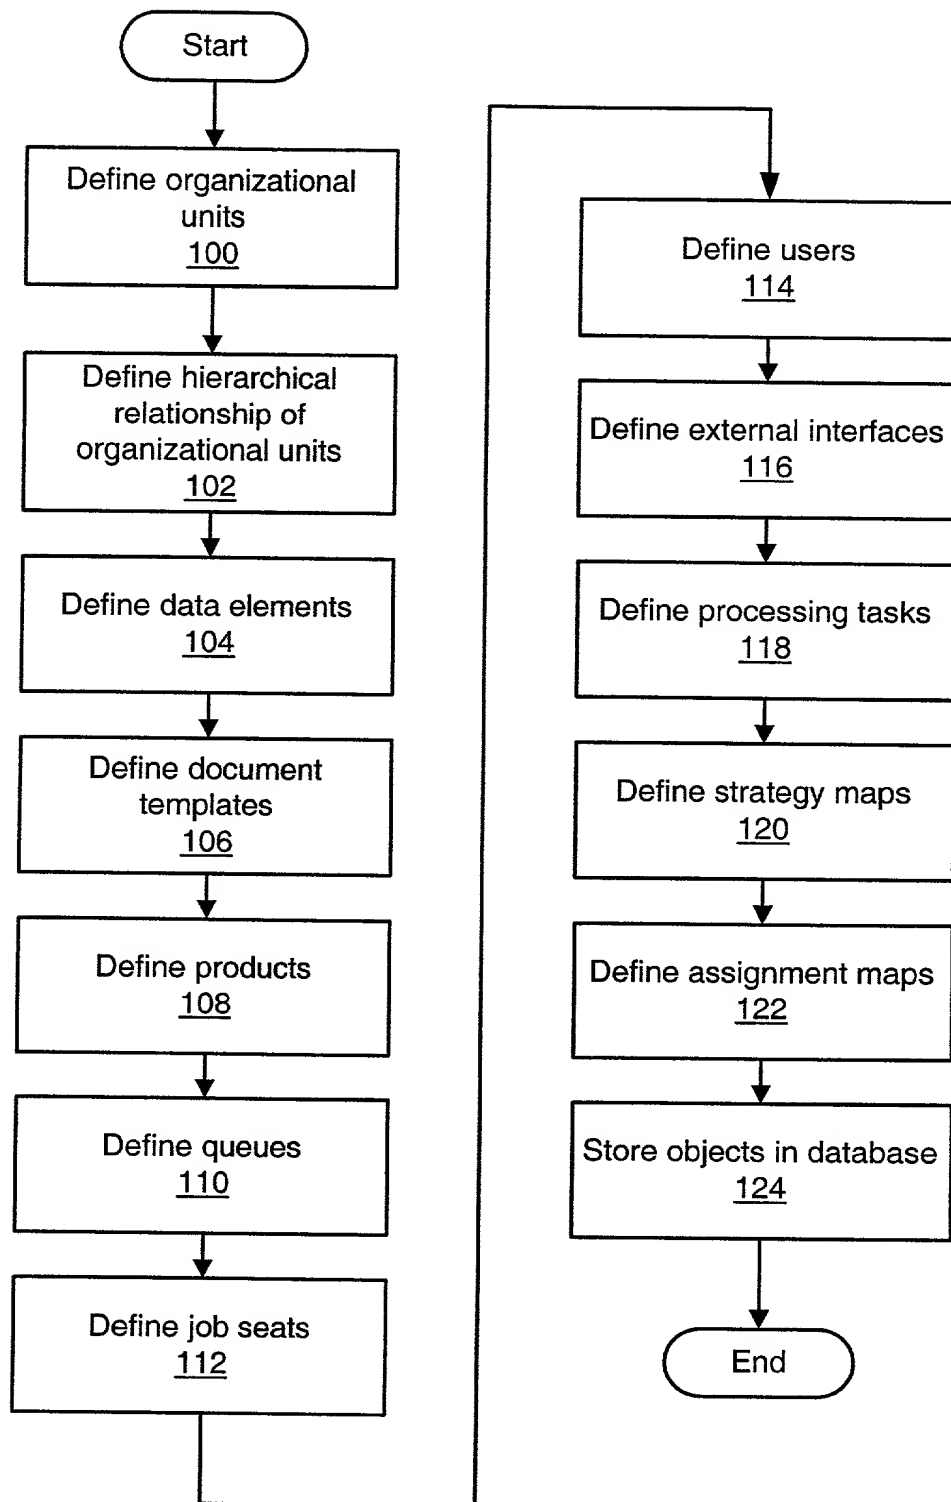 Start
Define organizational
units
100
Define hierarchical
relationship of
organizational units
102
Define data elements
104
Define document
templates
106
Define products
108
Define queues
110
Define job seats
112
Define users
114
Define external interfaces
116
Define processing tasks
118
Define strategy maps
120
Define assignment maps
122
Store objects in database
124
End